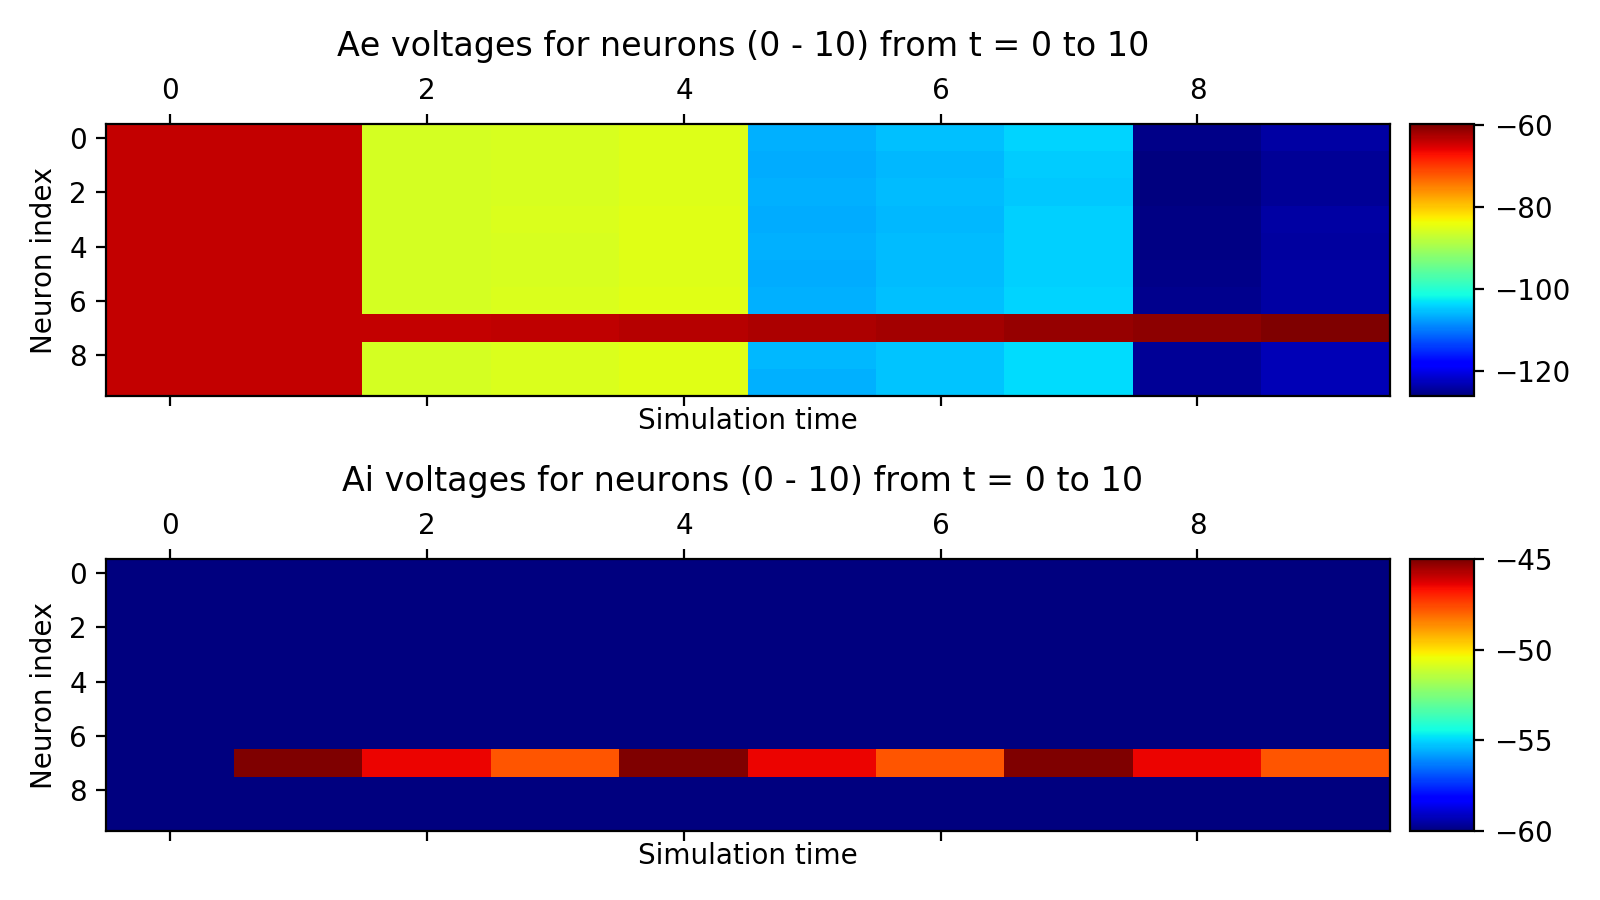 Ae voltages for neurons (0 - 10) from t = 0 to 10
0 2 4 6 8
Neuron index
0
2
4
6
8
Simulation time
−60
−80
−100
−120
Ai voltages for neurons (0 - 10) from t = 0 to 10
0 2 4 6 8
Neuron index
0
2
4
6
8
Simulation time
−45
−50
−55
−60